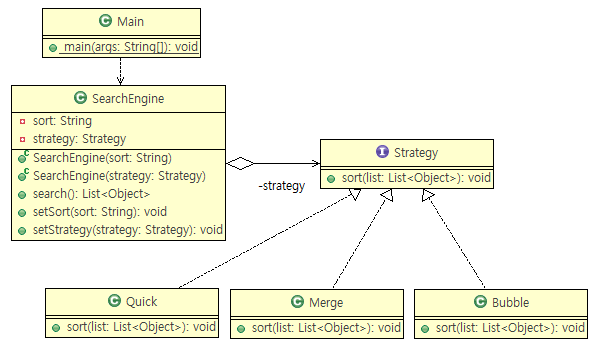 Main
main(args: String[]): void
SearchEngine
sort: String
strategy: Strategy
SearchEngine(sort: String)
SearchEngine(strategy: Strategy)
search(): List<Object>
setSort(sort: String): void
setStrategy(strategy: Strategy): void
-strategy
Strategy
sort(list: List<Object>): void
Quick
sort(list: List<Object>): void
Merge
sort(list: List<Object>): void
Bubble
sort(list: List<Object>): void